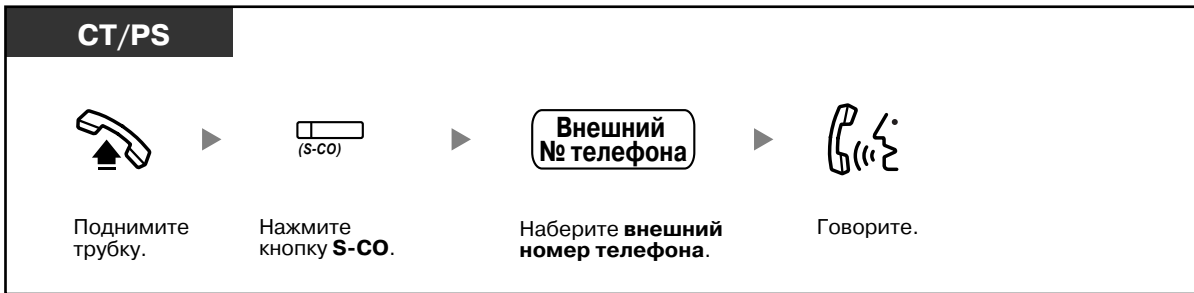 CT/PS
(S-CO)
Внешний
№ телефона
Поднимите
трубку.
Нажмите
кнопку S-CO.
Наберите внешний
номер телефона.
Говорите.